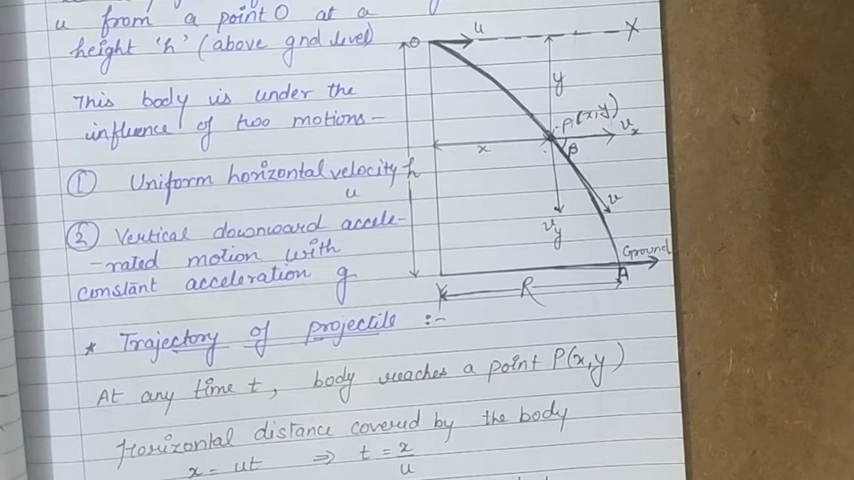 u from a point O at a
height 'h' (above gnd level)
This body is under the
influence of two motions –
① Uniform horizontal velocity
u
② Vertical downward accele-
-rated motion with
constant acceleration g
* Trajectory of projectile :-
At any time t, body reaches a point P(x,y)
Horizontal distance covered by the body
x = ut ⇒ t = x/u
O
u
X
y
P(x,y)
v_x
x
β
h
v
v_y
Ground
A
Y
R